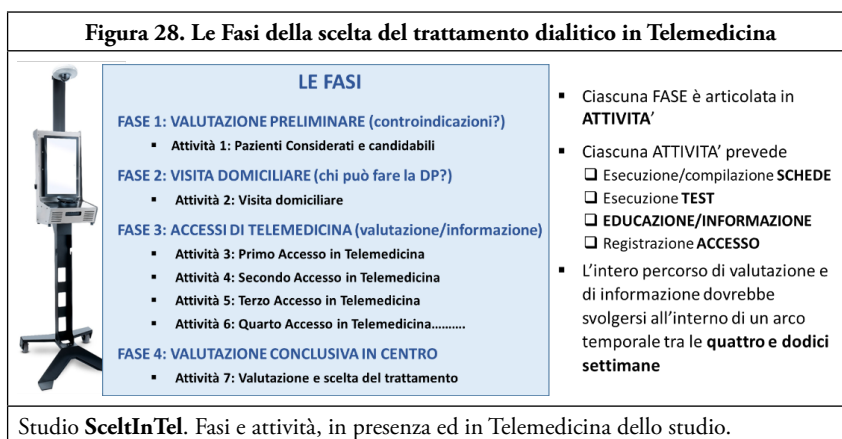 Figura 28. Le Fasi della scelta del trattamento dialitico in Telemedicina
LE FASI
FASE 1: VALUTAZIONE PRELIMINARE (controindicazioni?)
▪ Attività 1: Pazienti Considerati e candidabili
FASE 2: VISITA DOMICILIARE (chi può fare la DP?)
▪ Attività 2: Visita domiciliare
FASE 3: ACCESSI DI TELEMEDICINA (valutazione/informazione)
▪ Attività 3: Primo Accesso in Telemedicina
▪ Attività 4: Secondo Accesso in Telemedicina
▪ Attività 5: Terzo Accesso in Telemedicina
▪ Attività 6: Quarto Accesso in Telemedicina……….
FASE 4: VALUTAZIONE CONCLUSIVA IN CENTRO
▪ Attività 7: Valutazione e scelta del trattamento
▪ Ciascuna FASE è articolata in
ATTIVITA’
▪ Ciascuna ATTIVITA’ prevede
❑ Esecuzione/compilazione SCHEDE
❑ Esecuzione TEST
❑ EDUCAZIONE/INFORMAZIONE
❑ Registrazione ACCESSO
▪ L’intero percorso di valutazione e
di informazione dovrebbe
svolgersi all’interno di un arco
temporale tra le quattro e dodici
settimane
Studio SceltInTel. Fasi e attività, in presenza ed in Telemedicina dello studio.